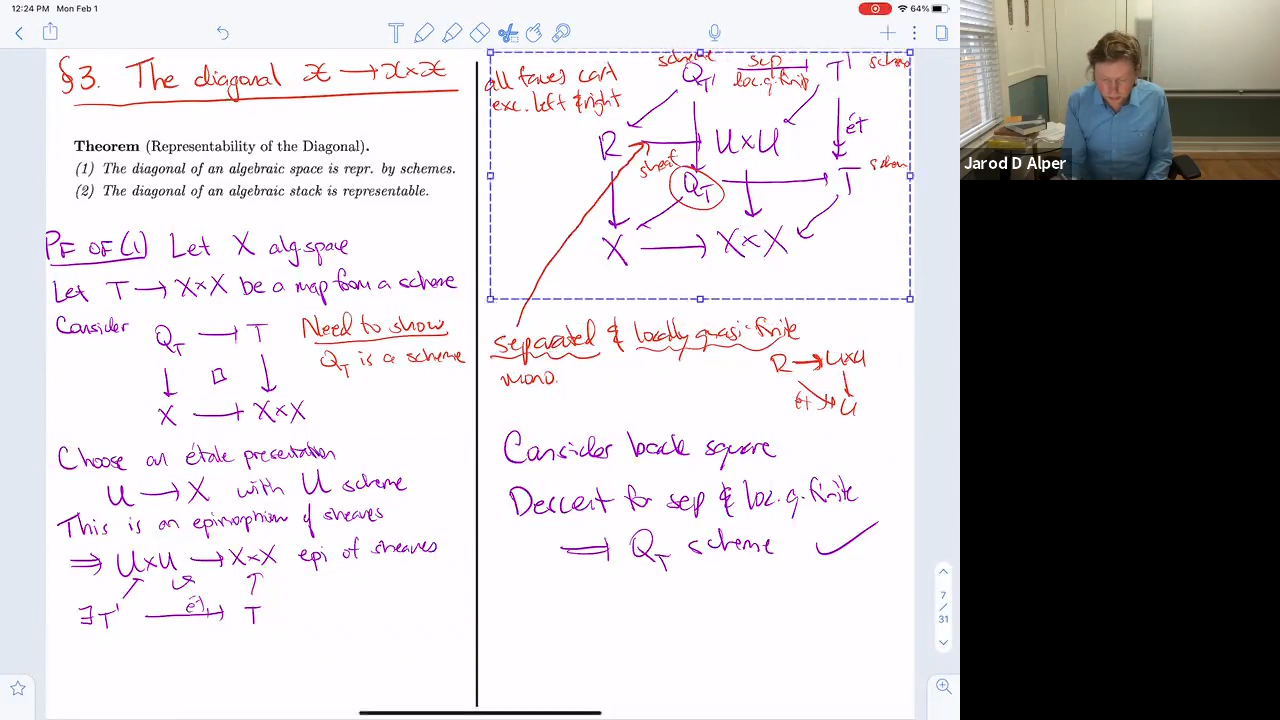 12:24 PM Mon Feb 1
64%
§3. The diagonal 𝒳 → 𝒳×𝒳
Theorem (Representability of the Diagonal).
(1) The diagonal of an algebraic space is repr. by schemes.
(2) The diagonal of an algebraic stack is representable.
PF OF (1) Let X alg. space
Let T → X×X be a map from a scheme
Consider Q_T → T
↓ □ ↓
X → X×X
Need to show
Q_T is a scheme
Choose an étale presentation
U → X with U scheme
This is an epimorphism of sheaves
⇒ U×U → X×X epi of sheaves
∃T' ét. → T
all faces cart
exc. left & right
scheme sep
Q_T' → T'
loc. q. finit
R → U×U ét
sheaf
Q_T → T
X → X×X
separated & locally quasi-finite
mono.
R → U×U
ét ↘ ↓
U
Consider back square
Descent for sep & loc. q. finite
⇒ Q_T scheme ✓
7
/
31
Jarod D Alper